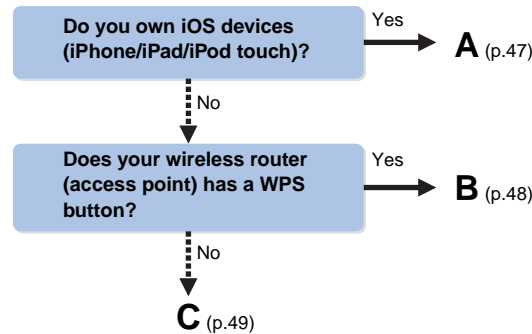 Do you own iOS devices
(iPhone/iPad/iPod touch)?
Yes
A (p.47)
No
Does your wireless router
(access point) has a WPS
button?
Yes
B (p.48)
No
C (p.49)